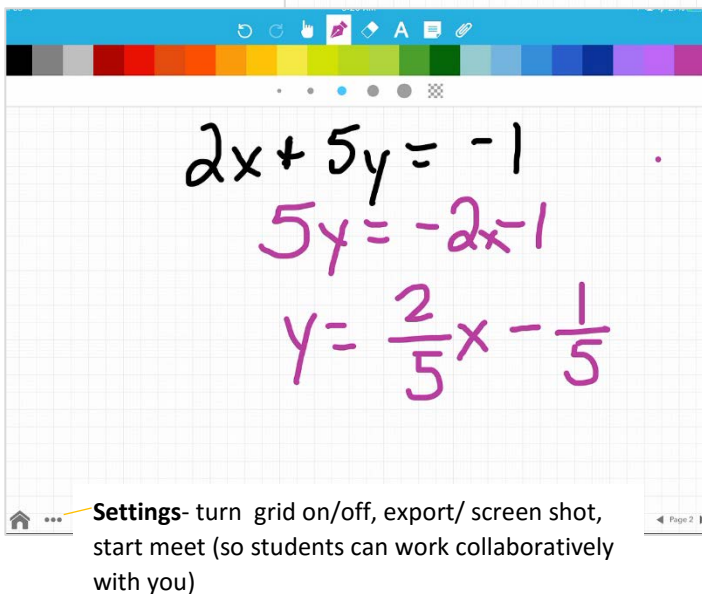 A
2x + 5y = -1
5y = -2x-1
y = 2/5 x - 1/5
Settings- turn grid on/off, export/ screen shot,
Page 2
start meet (so students can work collaboratively
with you)